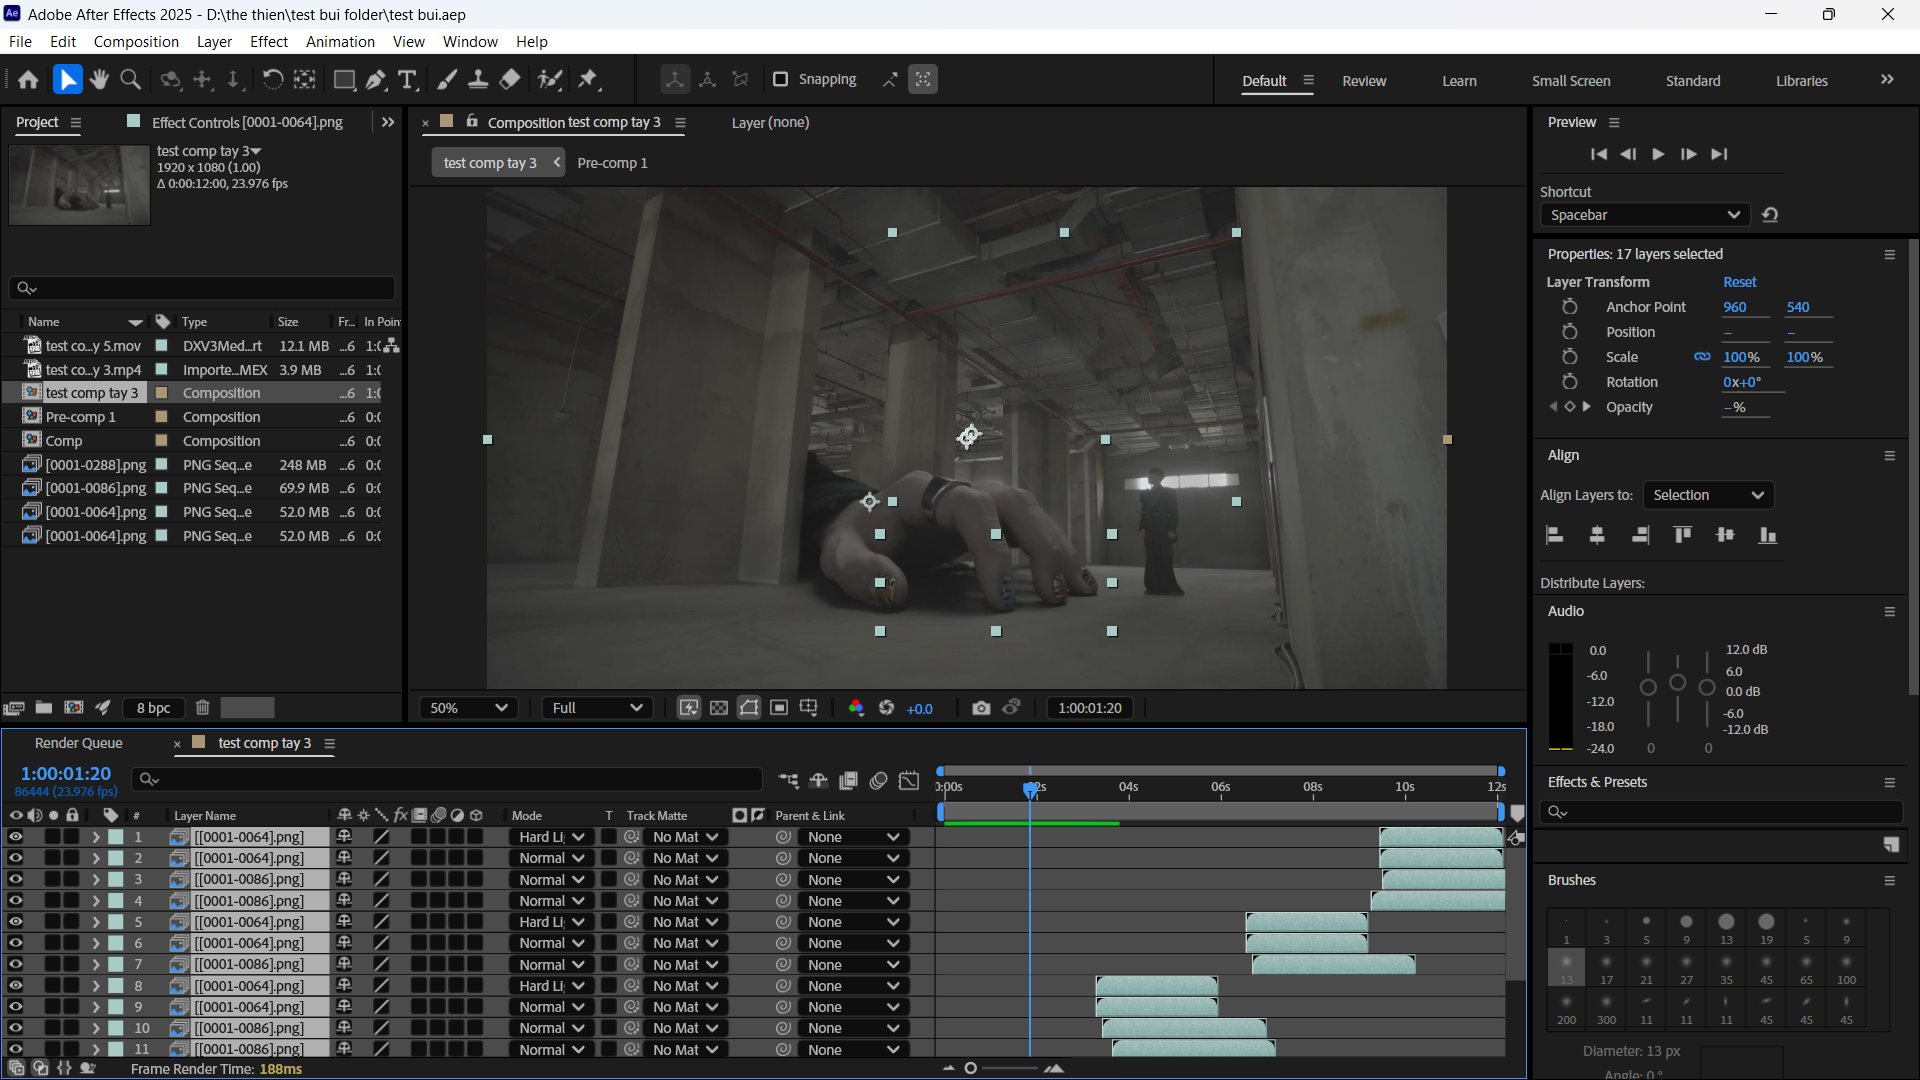 Adobe After Effects 2025 - D:\the thien\test bui folder\test bui.aep
File Edit Composition Layer Effect Animation View Window Help
Snapping
Default Review Learn Small Screen Standard Libraries
Project Effect Controls [0001-0064].png
test comp tay 3
1920 x 1080 (1.00)
Δ 0:00:12:00, 23.976 fps
Name Type Size Fr... In Poin
test co...y 5.mov DXV3Med...rt 12.1 MB ...6 1:0
test co...y 3.mp4 Importe...MEX 3.9 MB ...6 1:0
test comp tay 3 Composition ...6 1:0
Pre-comp 1 Composition ...6 0:0
Comp Composition ...6 0:0
[0001-0288].png PNG Seq...e 248 MB ...6 0:0
[0001-0086].png PNG Seq...e 69.9 MB ...6 0:0
[0001-0064].png PNG Seq...e 52.0 MB ...6 0:0
[0001-0064].png PNG Seq...e 52.0 MB ...6 0:0
8 bpc
Composition test comp tay 3 Layer (none)
test comp tay 3 Pre-comp 1
50% Full +0.0 1:00:01:20
Preview
Shortcut
Spacebar
Properties: 17 layers selected
Layer Transform Reset
Anchor Point 960 540
Position – –
Scale 100% 100%
Rotation 0x+0°
Opacity –%
Align
Align Layers to: Selection
Distribute Layers:
Audio
0.0 12.0 dB
-6.0 6.0
-12.0 0.0 dB
-18.0 -6.0
-24.0 -12.0 dB
0 0
Effects & Presets
Brushes
1 3 5 9 13 19 5 9
13 17 21 27 35 45 65 100
200 300 11 11 11 45 45 45
Diameter: 13 px
Angle: 0 °
Render Queue test comp tay 3
1:00:01:20
86444 (23.976 fps)
0:00s 02s 04s 06s 08s 10s 12s
# Layer Name Mode T Track Matte Parent & Link
1 [[0001-0064].png] Hard Li No Mat None
2 [[0001-0064].png] Normal No Mat None
3 [[0001-0086].png] Normal No Mat None
4 [[0001-0086].png] Normal No Mat None
5 [[0001-0064].png] Hard Li No Mat None
6 [[0001-0064].png] Normal No Mat None
7 [[0001-0086].png] Normal No Mat None
8 [[0001-0064].png] Hard Li No Mat None
9 [[0001-0064].png] Normal No Mat None
10 [[0001-0086].png] Normal No Mat None
11 [[0001-0086].png] Normal No Mat None
Frame Render Time: 188ms